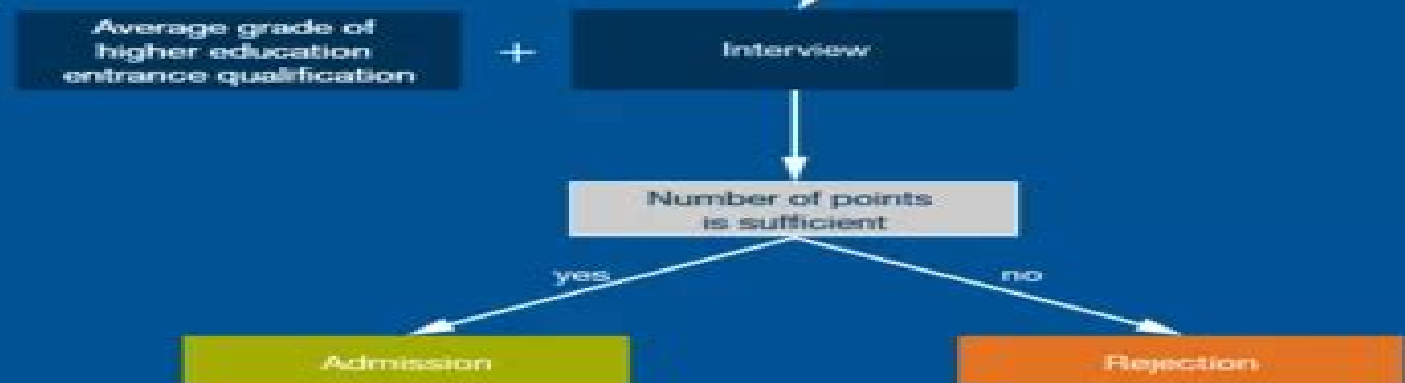 Average grade of
higher education
entrance qualification
+
Interview
Number of points
is sufficient
yes
no
Admission
Rejection